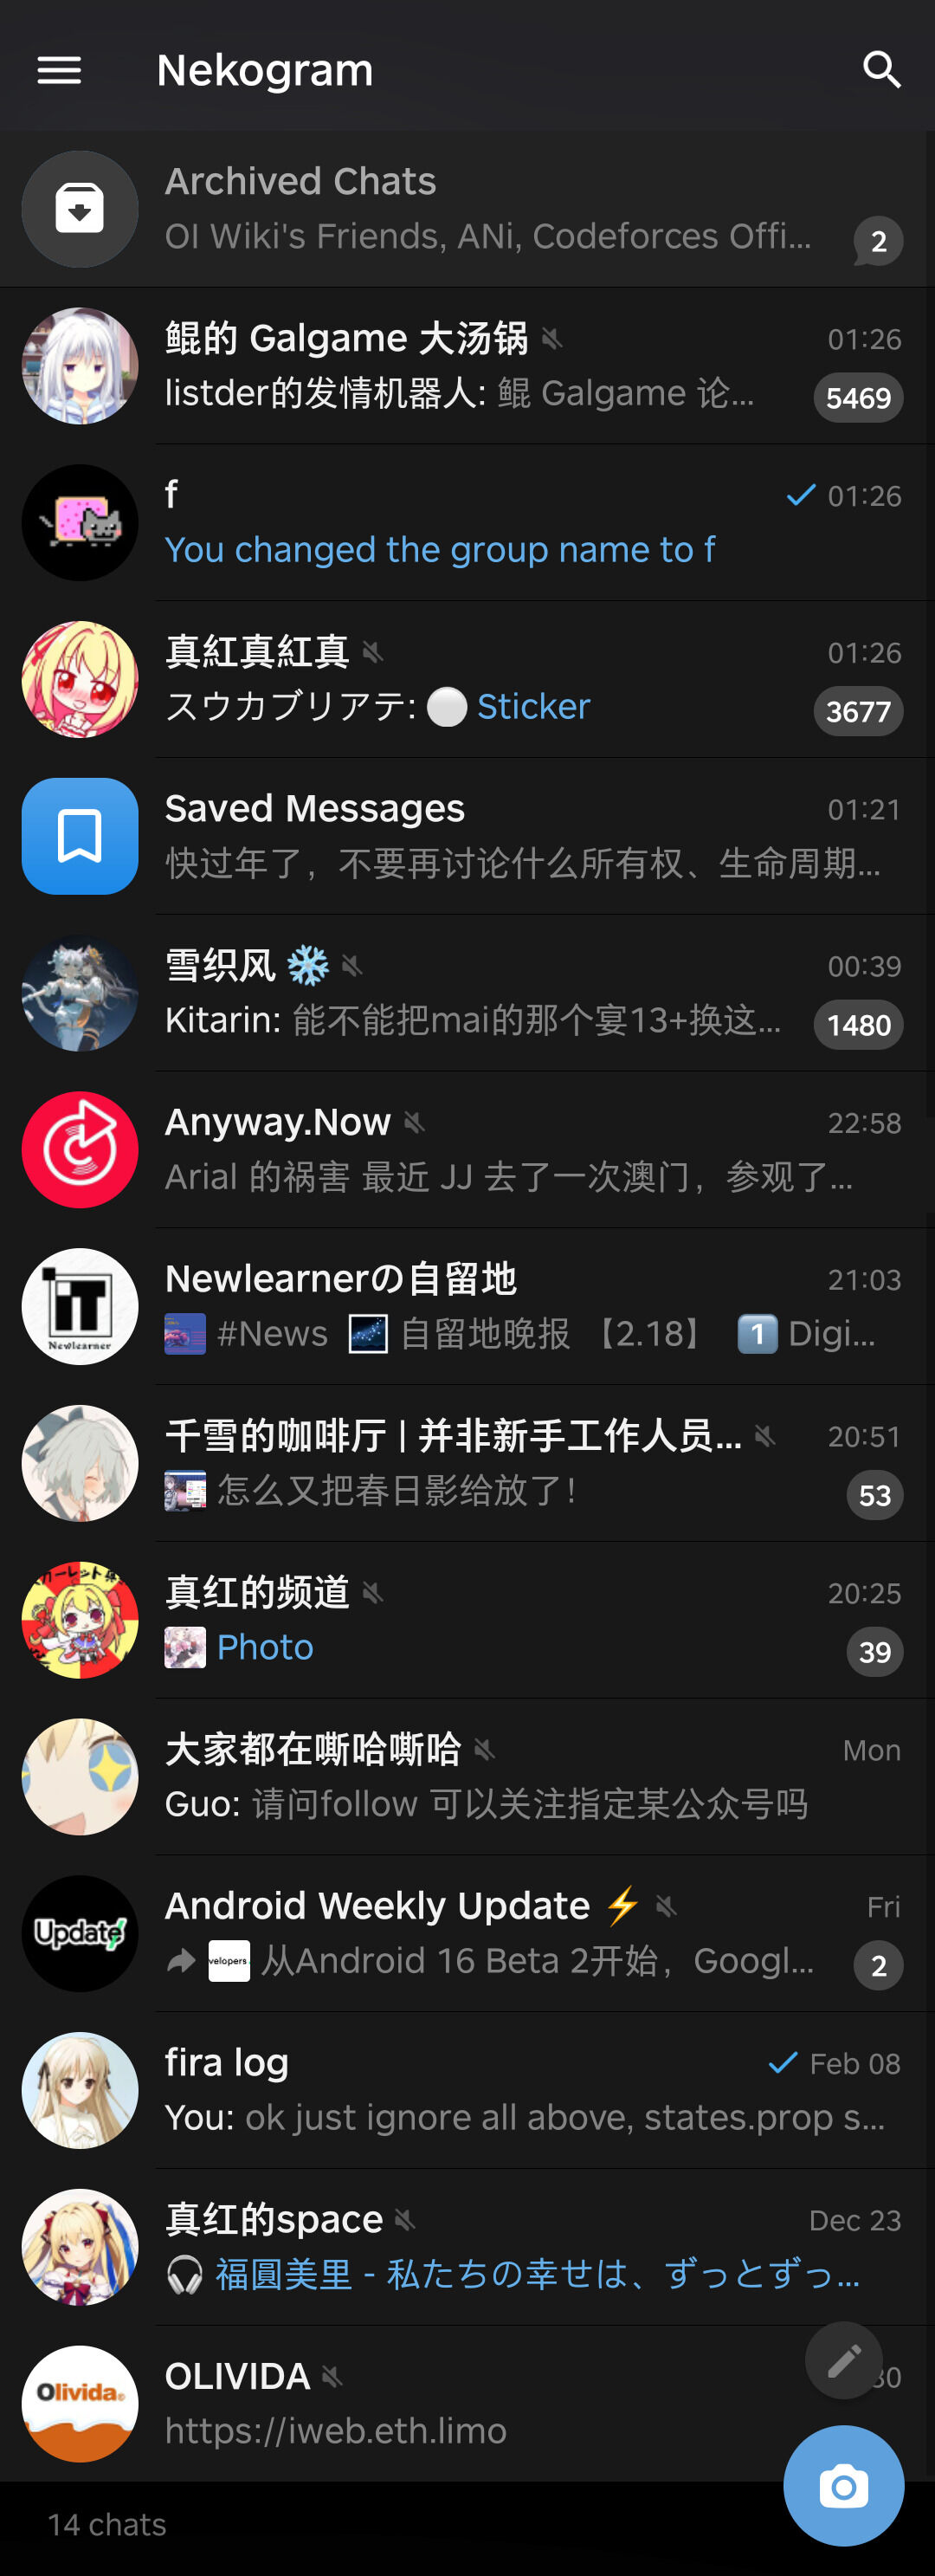 Nekogram
Archived Chats
OI Wiki's Friends, ANi, Codeforces Offi...
2
鲲的 Galgame 大汤锅
01:26
listder的发情机器人: 鲲 Galgame 论...
5469
f
01:26
You changed the group name to f
真紅真紅真
01:26
スウカブリアテ: Sticker
3677
Saved Messages
01:21
快过年了，不要再讨论什么所有权、生命周期...
雪织风 ❄️
00:39
Kitarin: 能不能把mai的那个宴13+换这...
1480
Anyway.Now
22:58
Arial 的祸害 最近 JJ 去了一次澳门，参观了...
iT
Newlearner
Newlearnerの自留地
21:03
#News 🌌 自留地晚报 【2.18】 1️⃣ Digi...
千雪的咖啡厅 | 并非新手工作人员...
20:51
怎么又把春日影给放了！
53
真红的频道
20:25
Photo
39
大家都在嘶哈嘶哈
Mon
Guo: 请问follow 可以关注指定某公众号吗
Update
Android Weekly Update ⚡
Fri
velopers
从Android 16 Beta 2开始，Googl...
2
fira log
Feb 08
You: ok just ignore all above, states.prop s...
真红的space
Dec 23
🎧 福圓美里 - 私たちの幸せは、ずっとずっ...
Olivida
OLIVIDA
https://iweb.eth.limo
14 chats